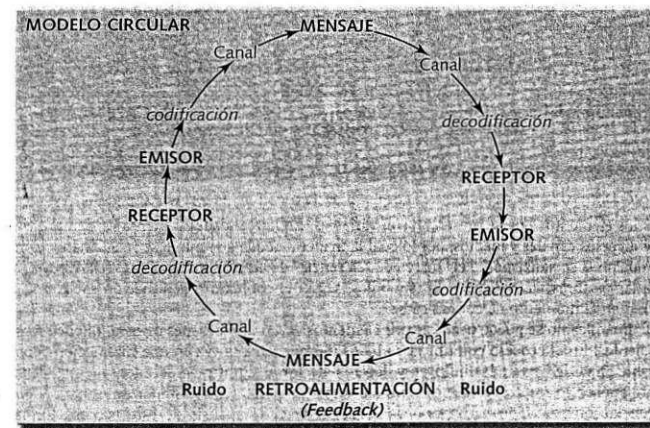 MODELO CIRCULAR
MENSAJE
Canal
Canal
codificación
decodificación
EMISOR
RECEPTOR
RECEPTOR
EMISOR
decodificación
codificación
Canal
Canal
MENSAJE
Ruido RETROALIMENTACIÓN Ruido
(Feedback)